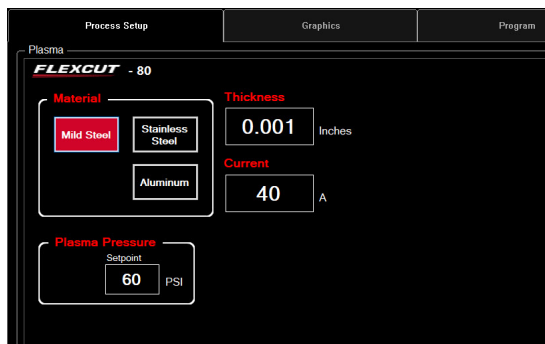 Process Setup
Graphics
Program
Plasma
FLEXCUT - 80
Material
Mild Steel
Stainless
Steel
Aluminum
Thickness
0.001 Inches
Current
40 A
Plasma Pressure
Setpoint
60 PSI